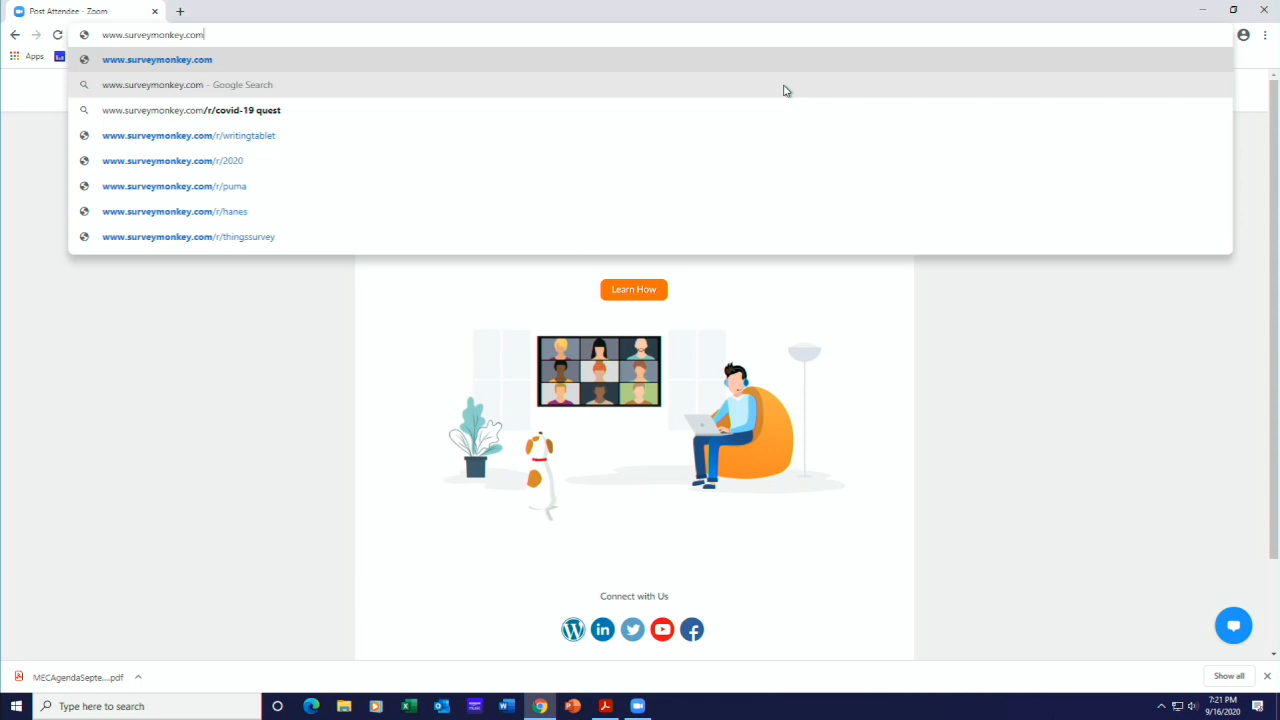 Post Attendee - Zoom
www.surveymonkey.com
Apps
www.surveymonkey.com
www.surveymonkey.com - Google Search
www.surveymonkey.com/r/covid-19 quest
www.surveymonkey.com/r/writingtablet
www.surveymonkey.com/r/2020
www.surveymonkey.com/r/puma
www.surveymonkey.com/r/hanes
www.surveymonkey.com/r/thingssurvey
Learn How
Connect with Us
MECAgendaSepte....pdf
Show all
Type here to search
7:21 PM
9/16/2020